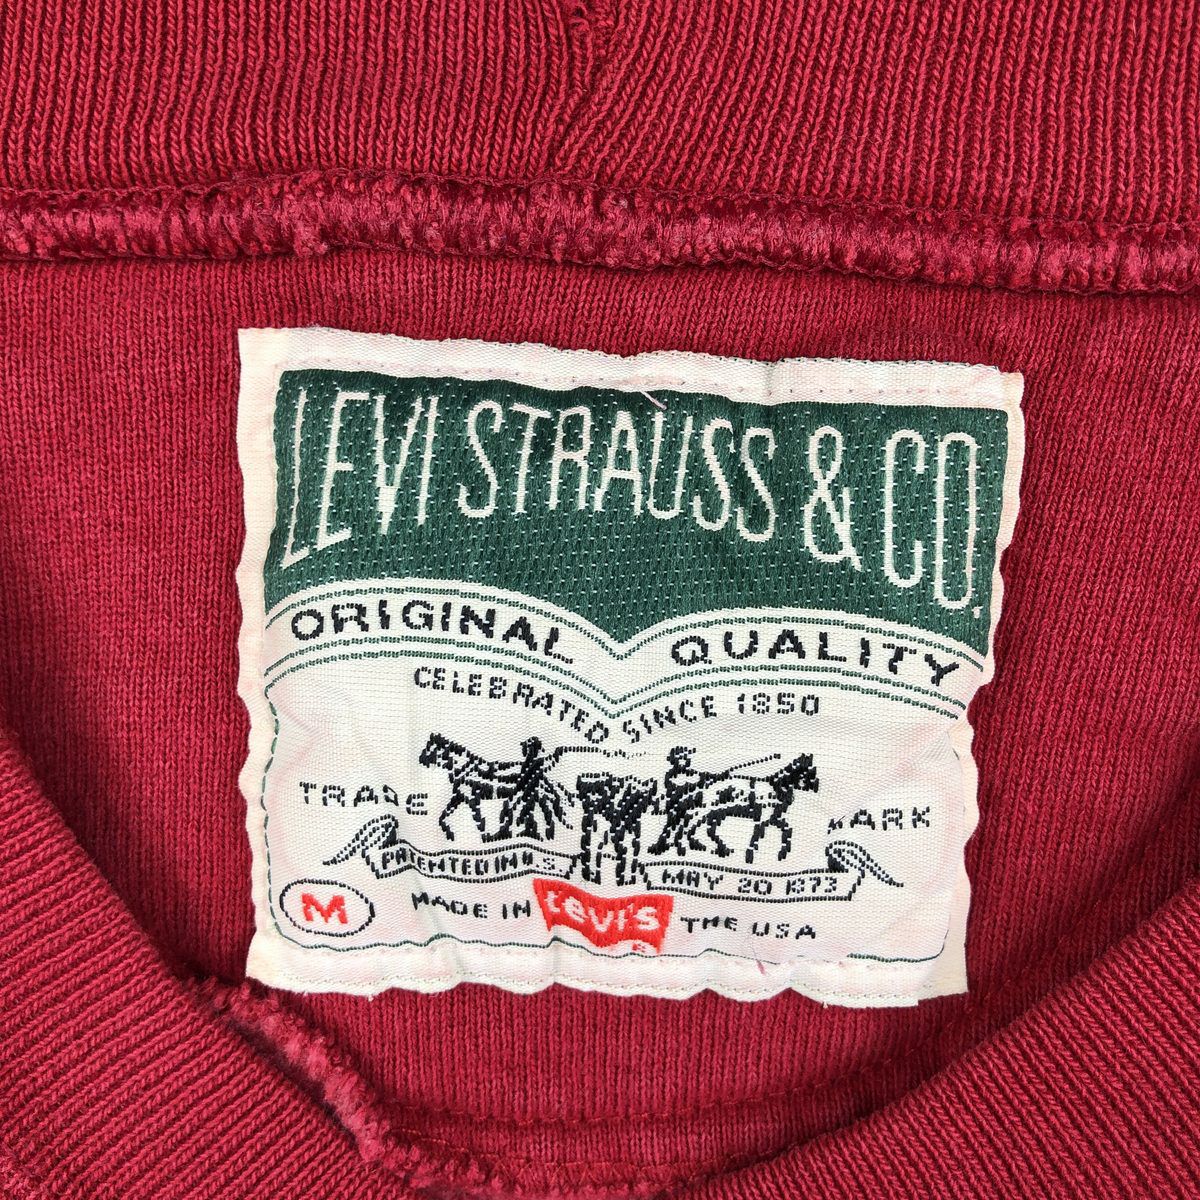 LEVI STRAUSS & CO.
ORIGINAL QUALITY
CELEBRATED SINCE 1850
TRADE MARK
PATENTED IN U.S. MAY 20 1873
M MADE IN Levi's ® THE USA